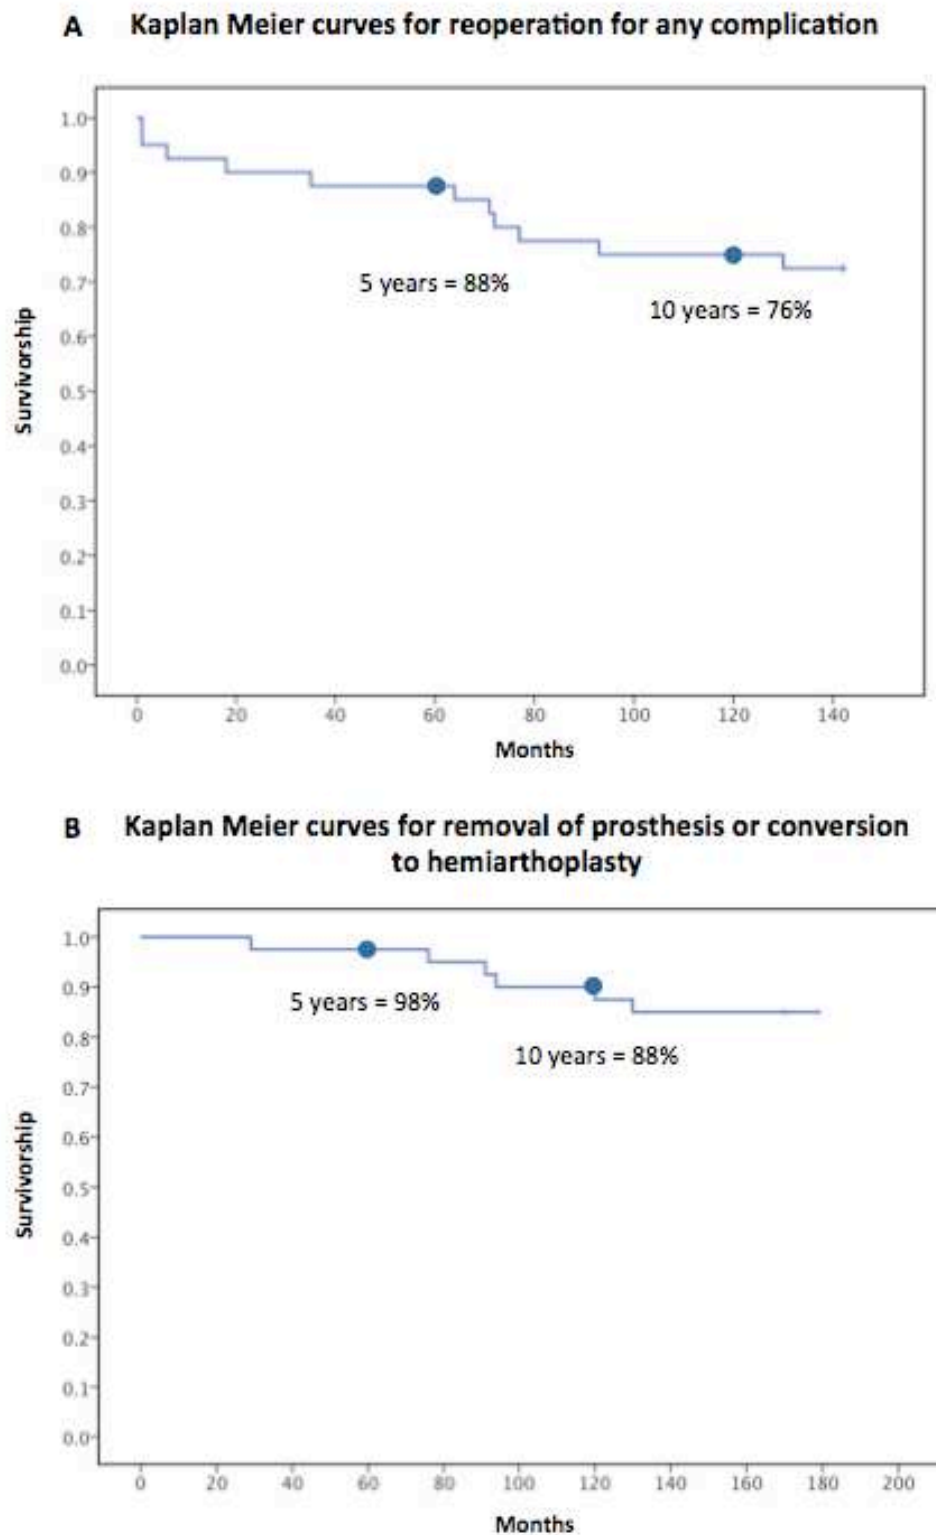 A Kaplan Meier curves for reoperation for any complication
1.0
0.9
0.8
0.7
0.6
0.5
0.4
0.3
0.2
0.1
0.0
Survivorship
5 years = 88%
10 years = 76%
0 20 40 60 80 100 120 140
Months
B Kaplan Meier curves for removal of prosthesis or conversion
to hemiarthoplasty
1.0
0.9
0.8
0.7
0.6
0.5
0.4
0.3
0.2
0.1
0.0
Survivorship
5 years = 98%
10 years = 88%
0 20 40 60 80 100 120 140 160 180 200
Months